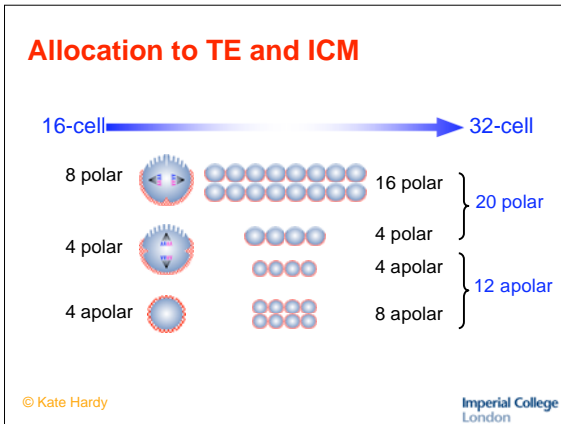 Allocation to TE and ICM
16-cell 32-cell
8 polar 16 polar
20 polar
4 polar
4 polar
4 apolar
12 apolar
4 apolar 8 apolar
© Kate Hardy
Imperial College
London